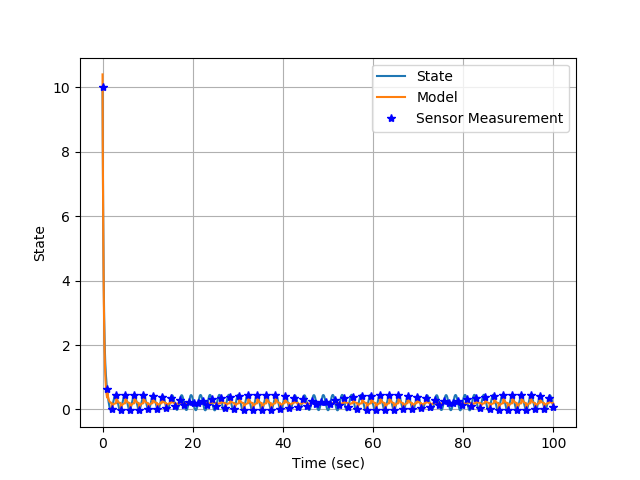 State
Model
Sensor Measurement
10
8
6
4
2
0
State
0 20 40 60 80 100
Time (sec)